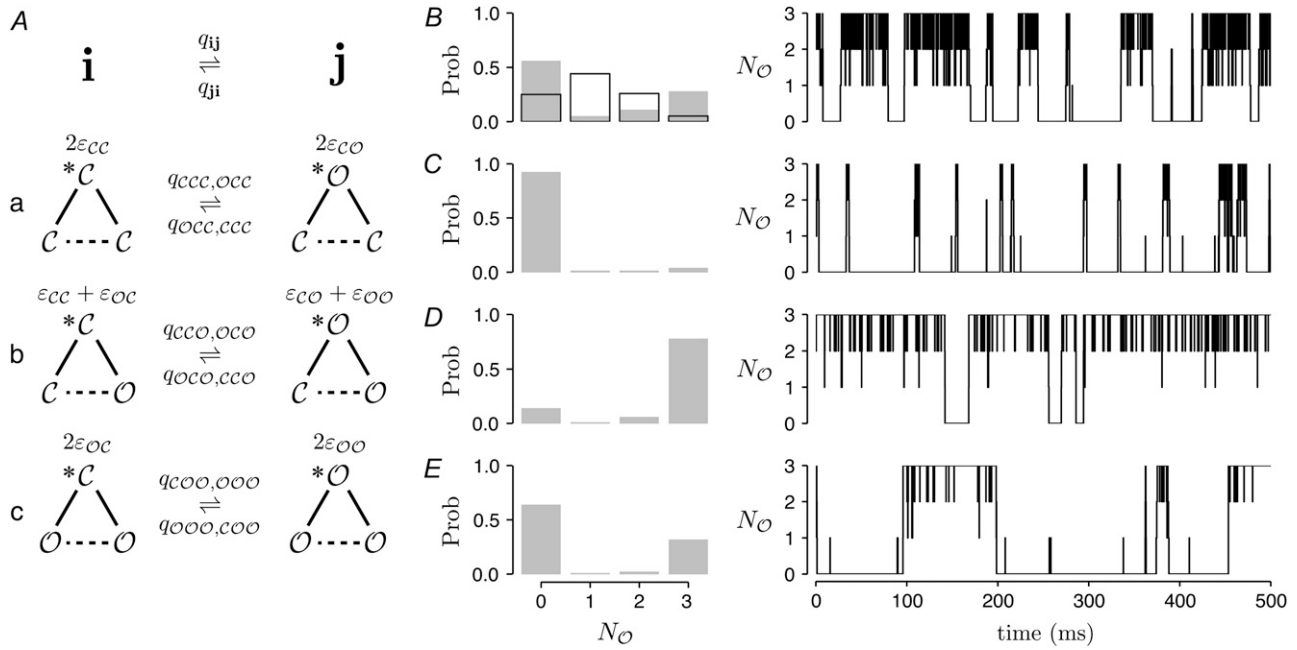 A
i q_ij ⇌ q_ji j
a
2ε_CC 2ε_CO
*C q_CCC,OCC *O
⇌
q_OCC,CCC
C C C C
b
ε_CC + ε_OC ε_CO + ε_OO
*C q_CCO,OCO *O
⇌
q_OCO,CCO
C O C O
c
2ε_OC 2ε_OO
*C q_COO,OOO *O
⇌
q_OOO,COO
O O O O
B
Prob
1.0
0.5
0.0
N_O
3
2
1
0
C
Prob
1.0
0.5
0.0
N_O
3
2
1
0
D
Prob
1.0
0.5
0.0
N_O
3
2
1
0
E
Prob
1.0
0.5
0.0
0 1 2 3
N_O
N_O
3
2
1
0
0 100 200 300 400 500
time (ms)